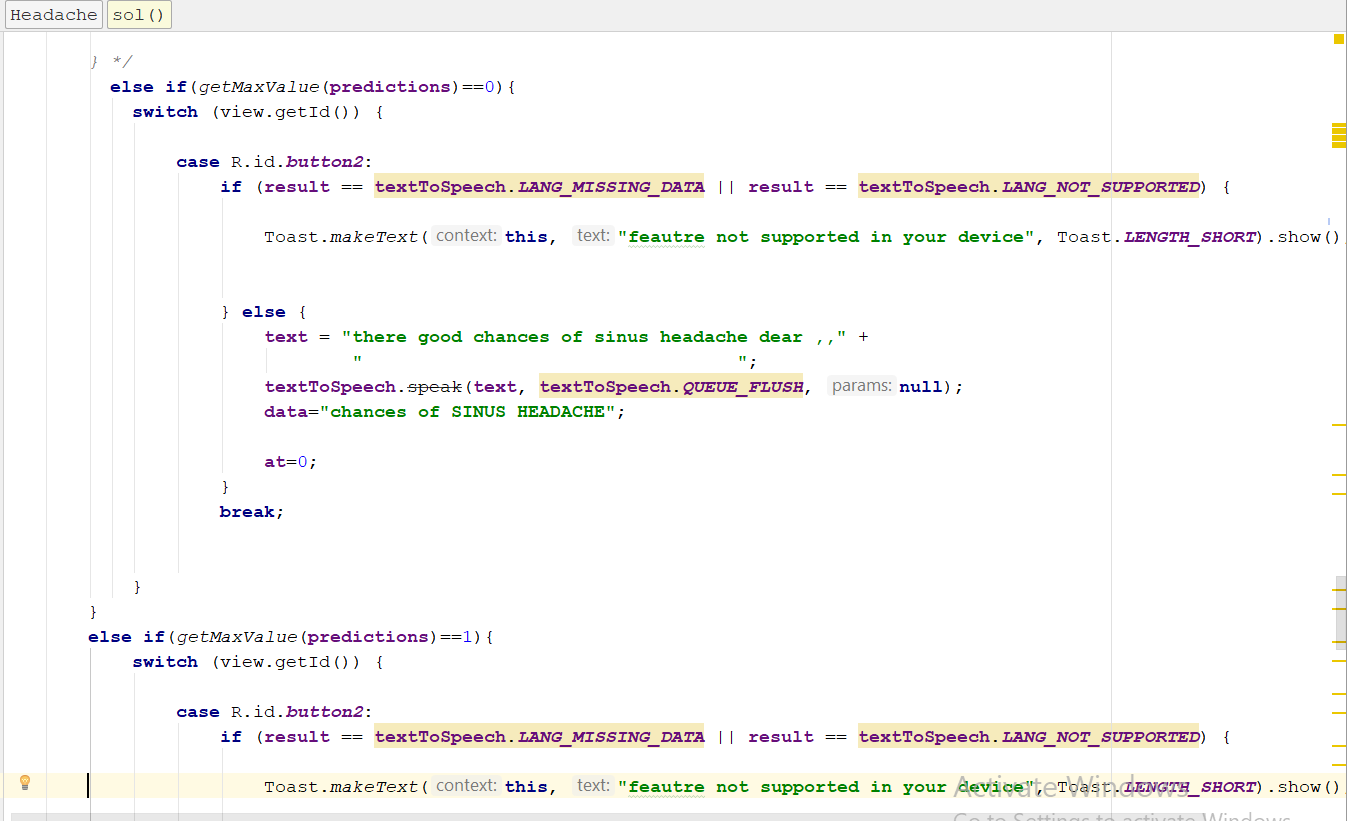 Headache sol()
} */
else if(getMaxValue(predictions)==0){
switch (view.getId()) {
case R.id.button2:
if (result == textToSpeech.LANG_MISSING_DATA || result == textToSpeech.LANG_NOT_SUPPORTED) {
Toast.makeText( context: this, text: "feautre not supported in your device", Toast.LENGTH_SHORT).show()
} else {
text = "there good chances of sinus headache dear ,," +
"                                  ";
textToSpeech.speak(text, textToSpeech.QUEUE_FLUSH, params: null);
data="chances of SINUS HEADACHE";
at=0;
}
break;
}
}
else if(getMaxValue(predictions)==1){
switch (view.getId()) {
case R.id.button2:
if (result == textToSpeech.LANG_MISSING_DATA || result == textToSpeech.LANG_NOT_SUPPORTED) {
Toast.makeText( context: this, text: "feautre not supported in your device", Toast.LENGTH_SHORT).show()
Activate Windows
Go to Settings to activate Windows.